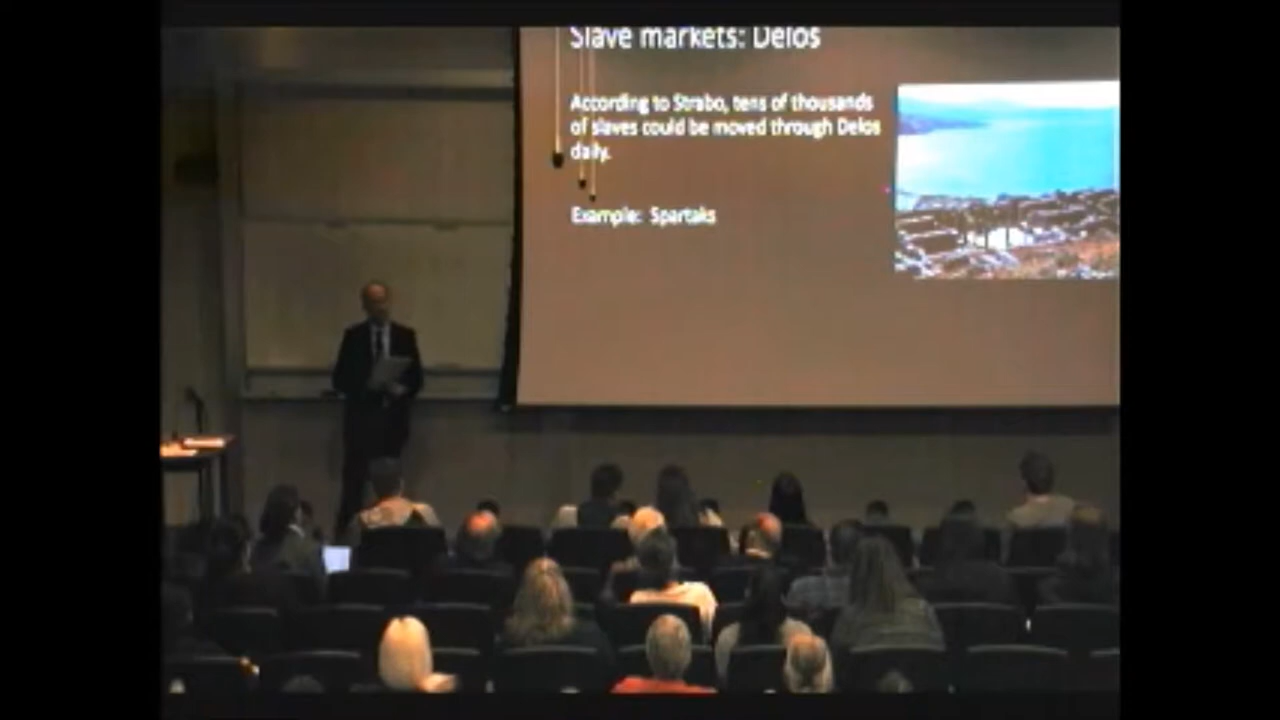 Slave markets: Delos
According to Strabo, tens of thousands
of slaves could be moved through Delos
daily.
Example: Spartaks